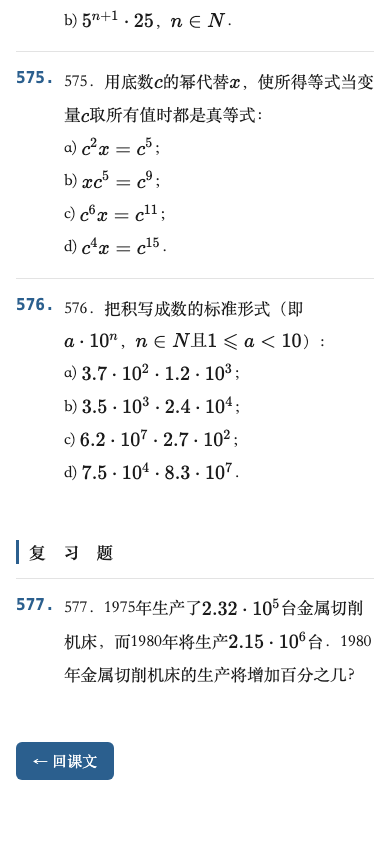 b) 5ⁿ⁺¹ · 25, n ∈ N.
575. 575. 用底数c的幂代替x, 使所得等式当变
量c取所有值时都是真等式:
a) c²x = c⁵;
b) xc⁵ = c⁹;
c) c⁶x = c¹¹;
d) c⁴x = c¹⁵.
576. 576. 把积写成数的标准形式（即
a · 10ⁿ, n ∈ N且1 ⩽ a < 10）:
a) 3.7 · 10² · 1.2 · 10³;
b) 3.5 · 10³ · 2.4 · 10⁴;
c) 6.2 · 10⁷ · 2.7 · 10²;
d) 7.5 · 10⁴ · 8.3 · 10⁷.
复 习 题
577. 577. 1975年生产了2.32 · 10⁵台金属切削
机床, 而1980年将生产2.15 · 10⁶台. 1980
年金属切削机床的生产将增加百分之几?
← 回课文